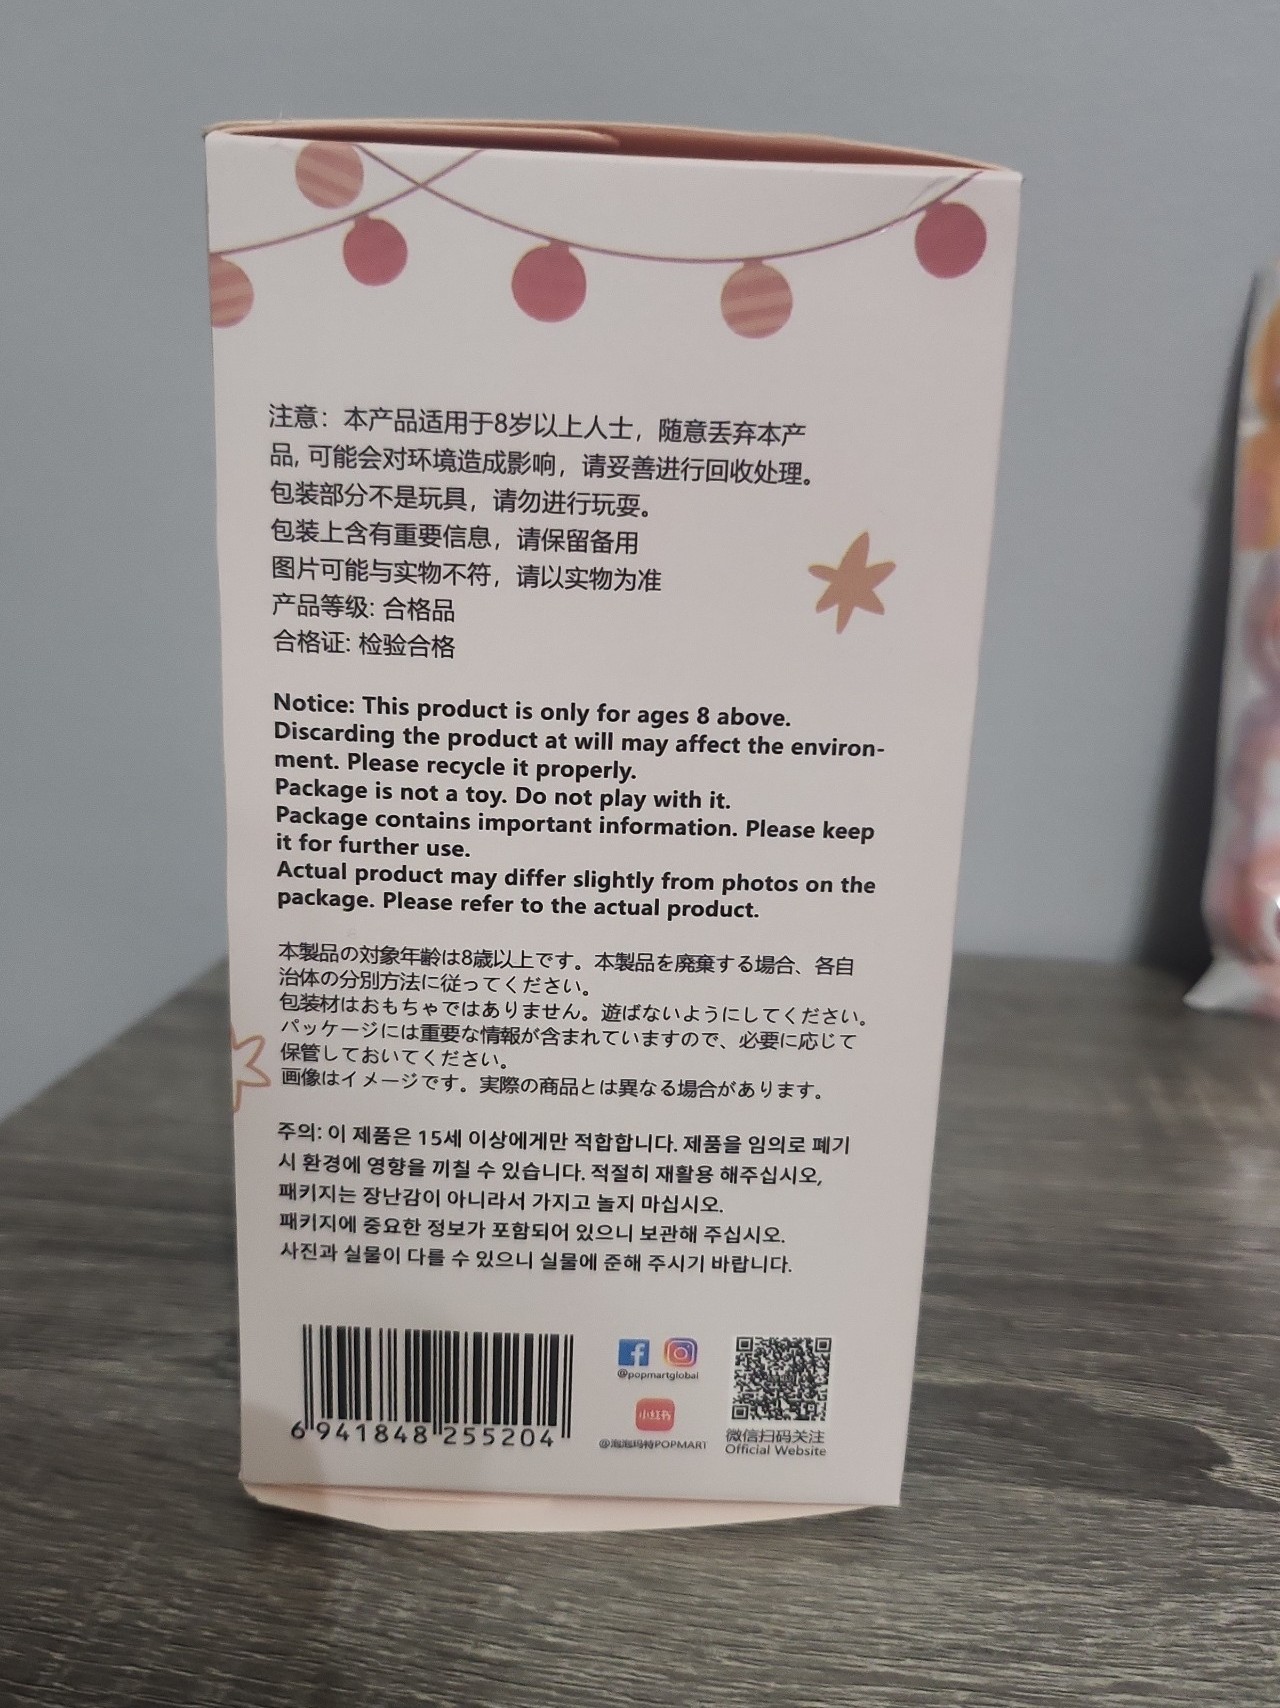 注意：本产品适用于8岁以上人士，随意丢弃本产
品, 可能会对环境造成影响，请妥善进行回收处理。
包装部分不是玩具，请勿进行玩耍。
包装上含有重要信息，请保留备用
图片可能与实物不符，请以实物为准
产品等级: 合格品
合格证: 检验合格
Notice: This product is only for ages 8 above.
Discarding the product at will may affect the environ-
ment. Please recycle it properly.
Package is not a toy. Do not play with it.
Package contains important information. Please keep
it for further use.
Actual product may differ slightly from photos on the
package. Please refer to the actual product.
本製品の対象年齢は8歳以上です。本製品を廃棄する場合、各自
治体の分別方法に従ってください。
包装材はおもちゃではありません。遊ばないようにしてください。
パッケージには重要な情報が含まれていますので、必要に応じて
保管しておいてください。
画像はイメージです。実際の商品とは異なる場合があります。
주의: 이 제품은 15세 이상에게만 적합합니다. 제품을 임의로 폐기
시 환경에 영향을 끼칠 수 있습니다. 적절히 재활용 해주십시오,
패키지는 장난감이 아니라서 가지고 놀지 마십시오.
패키지에 중요한 정보가 포함되어 있으니 보관해 주십시오.
사진과 실물이 다를 수 있으니 실물에 준해 주시기 바랍니다.
6 941848 255204
@popmartglobal
小红书
@泡泡玛特POPMART
微信扫码关注
Official Website